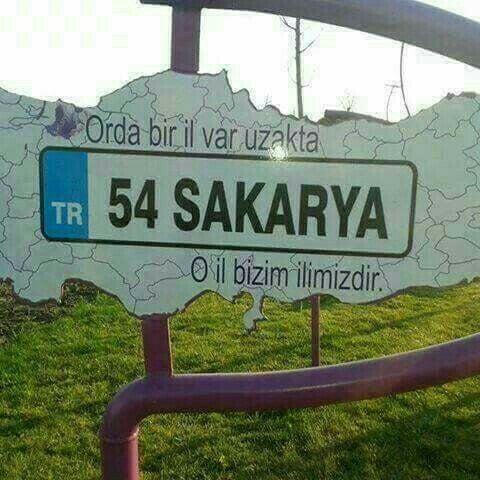 Orda bir il var uzakta
TR 54 SAKARYA
O il bizim ilimizdir.